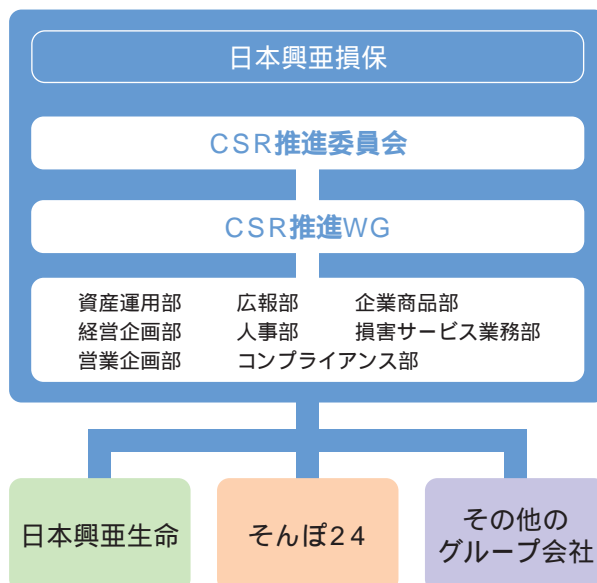 日本興亜損保
CSR推進委員会
CSR推進WG
資産運用部 広報部 企業商品部
経営企画部 人事部 損害サービス業務部
営業企画部 コンプライアンス部
日本興亜生命
そんぽ24
その他の
グループ会社